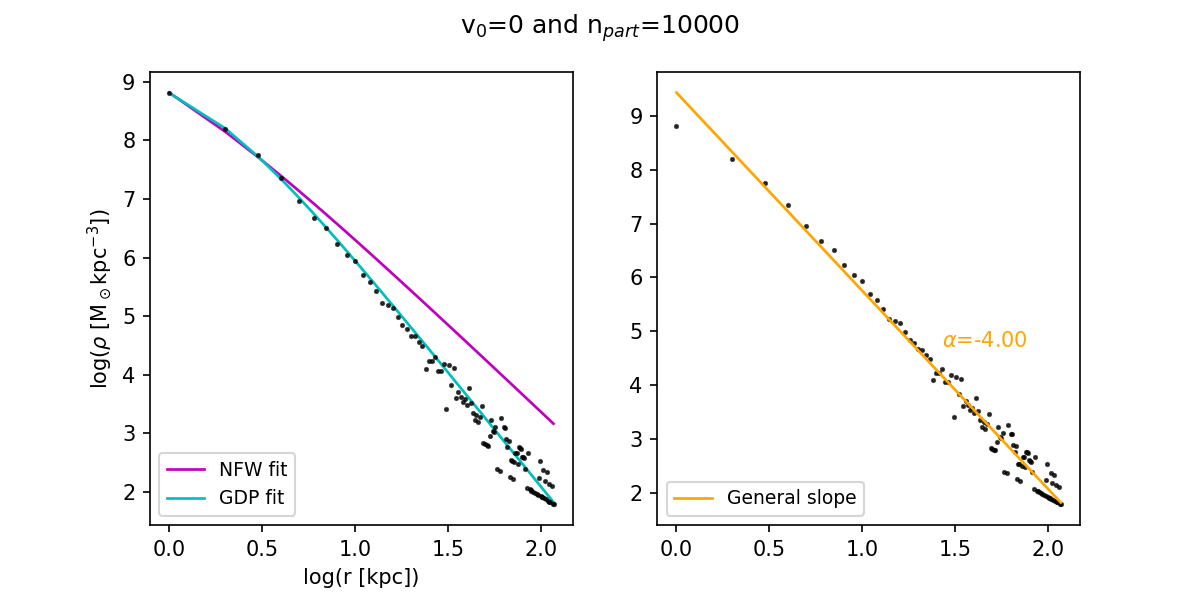 v₀=0 and nₚₐᵣₜ=10000
log(ρ [M⊙kpc⁻³])
9
8
7
6
5
4
3
2
NFW fit
GDP fit
0.0 0.5 1.0 1.5 2.0
log(r [kpc])
9
8
7
6
5
4
3
2
α=-4.00
General slope
0.0 0.5 1.0 1.5 2.0